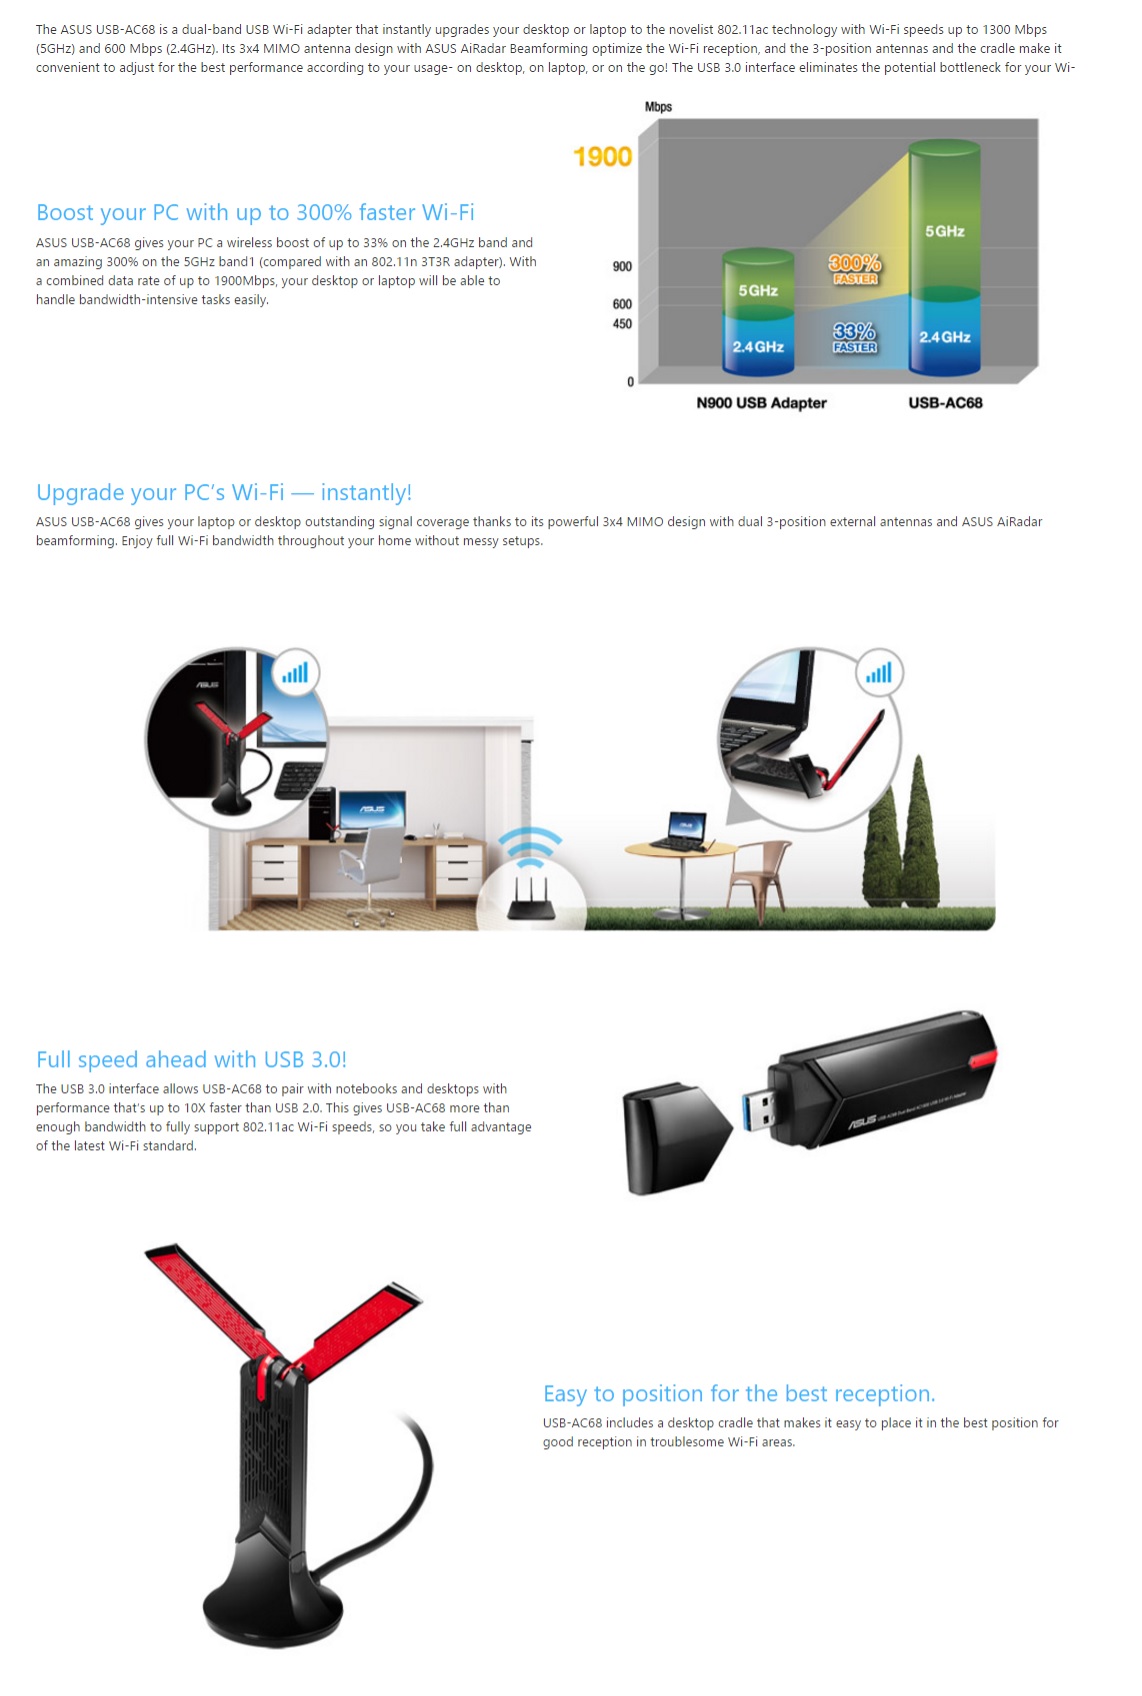 The ASUS USB-AC68 is a dual-band USB Wi-Fi adapter that instantly upgrades your desktop or laptop to the novelist 802.11ac technology with Wi-Fi speeds up to 1300 Mbps
(5GHz) and 600 Mbps (2.4GHz). Its 3x4 MIMO antenna design with ASUS AiRadar Beamforming optimize the Wi-Fi reception, and the 3-position antennas and the cradle make it
convenient to adjust for the best performance according to your usage- on desktop, on laptop, or on the go! The USB 3.0 interface eliminates the potential bottleneck for your Wi-
Boost your PC with up to 300% faster Wi-Fi
ASUS USB-AC68 gives your PC a wireless boost of up to 33% on the 2.4GHz band and
an amazing 300% on the 5GHz band1 (compared with an 802.11n 3T3R adapter). With
a combined data rate of up to 1900Mbps, your desktop or laptop will be able to
handle bandwidth-intensive tasks easily.
Mbps
1900
900
600
450
0
5GHz
2.4GHz
300%
FASTER
33%
FASTER
5GHz
2.4GHz
N900 USB Adapter
USB-AC68
Upgrade your PC’s Wi-Fi — instantly!
ASUS USB-AC68 gives your laptop or desktop outstanding signal coverage thanks to its powerful 3x4 MIMO design with dual 3-position external antennas and ASUS AiRadar
beamforming. Enjoy full Wi-Fi bandwidth throughout your home without messy setups.
ASUS
ASUS
ASUS
Full speed ahead with USB 3.0!
The USB 3.0 interface allows USB-AC68 to pair with notebooks and desktops with
performance that's up to 10X faster than USB 2.0. This gives USB-AC68 more than
enough bandwidth to fully support 802.11ac Wi-Fi speeds, so you take full advantage
of the latest Wi-Fi standard.
ASUS
Easy to position for the best reception.
USB-AC68 includes a desktop cradle that makes it easy to place it in the best position for
good reception in troublesome Wi-Fi areas.